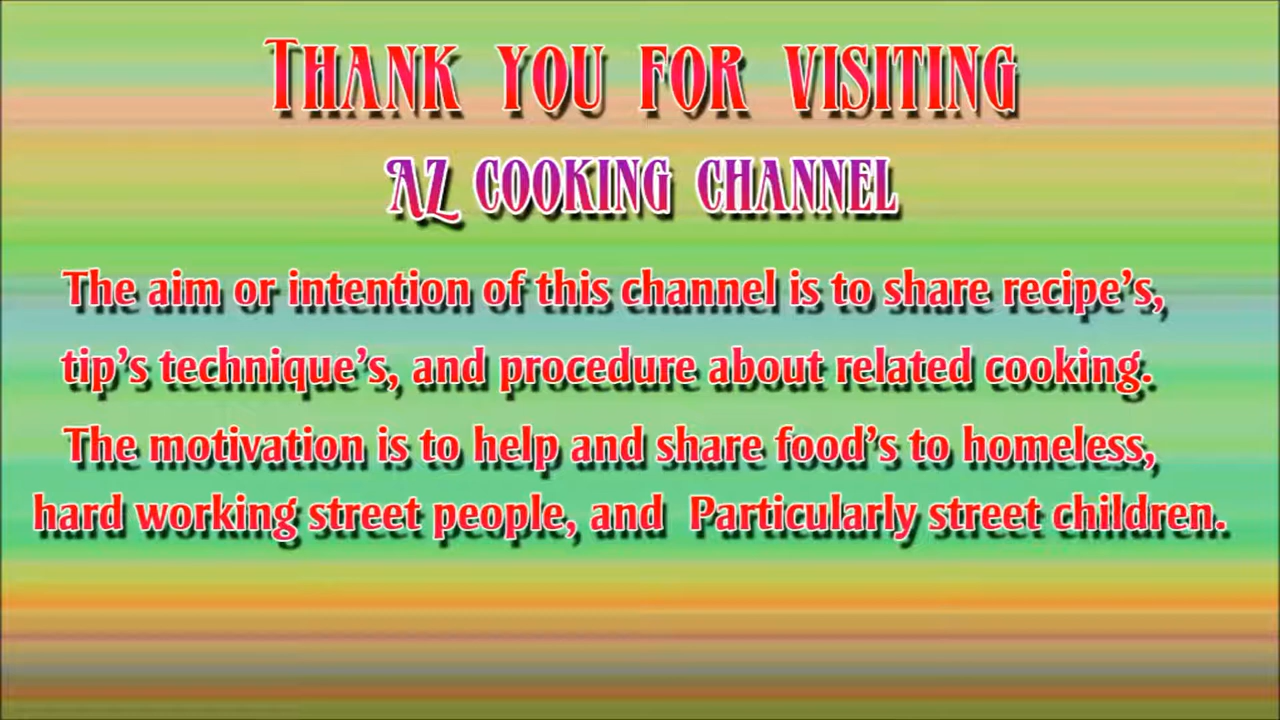 Thank you for visiting
AZ cooking channel
The aim or intention of this channel is to share recipe’s,
tip’s technique’s, and procedure about related cooking.
The motivation is to help and share food’s to homeless,
hard working street people, and Particularly street children.